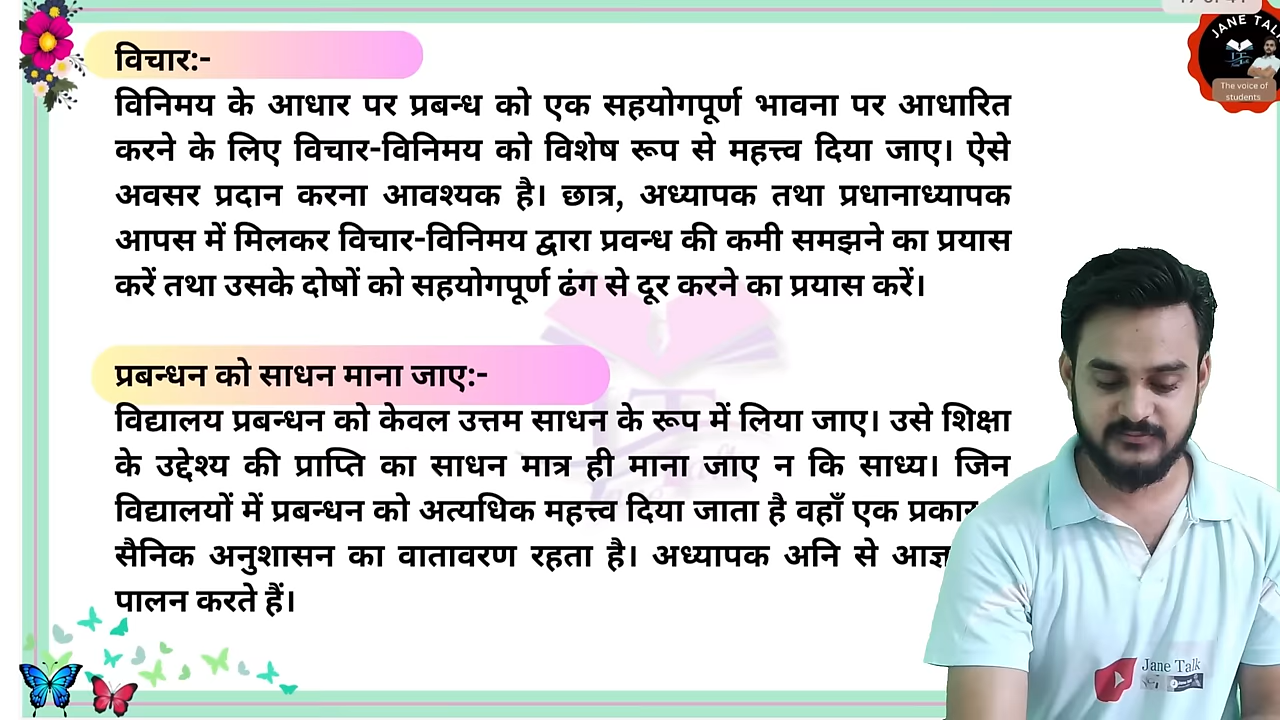 JANE TALK
The voice of
students
विचार:-
विनिमय के आधार पर प्रबन्ध को एक सहयोगपूर्ण भावना पर आधारित
करने के लिए विचार-विनिमय को विशेष रूप से महत्त्व दिया जाए। ऐसे
अवसर प्रदान करना आवश्यक है। छात्र, अध्यापक तथा प्रधानाध्यापक
आपस में मिलकर विचार-विनिमय द्वारा प्रवन्ध की कमी समझने का प्रयास
करें तथा उसके दोषों को सहयोगपूर्ण ढंग से दूर करने का प्रयास करें।
प्रबन्धन को साधन माना जाए:-
विद्यालय प्रबन्धन को केवल उत्तम साधन के रूप में लिया जाए। उसे शिक्षा
के उद्देश्य की प्राप्ति का साधन मात्र ही माना जाए न कि साध्य। जिन
विद्यालयों में प्रबन्धन को अत्यधिक महत्त्व दिया जाता है वहाँ एक प्रकार
सैनिक अनुशासन का वातावरण रहता है। अध्यापक अनि से
पालन करते हैं।
Jane Talk